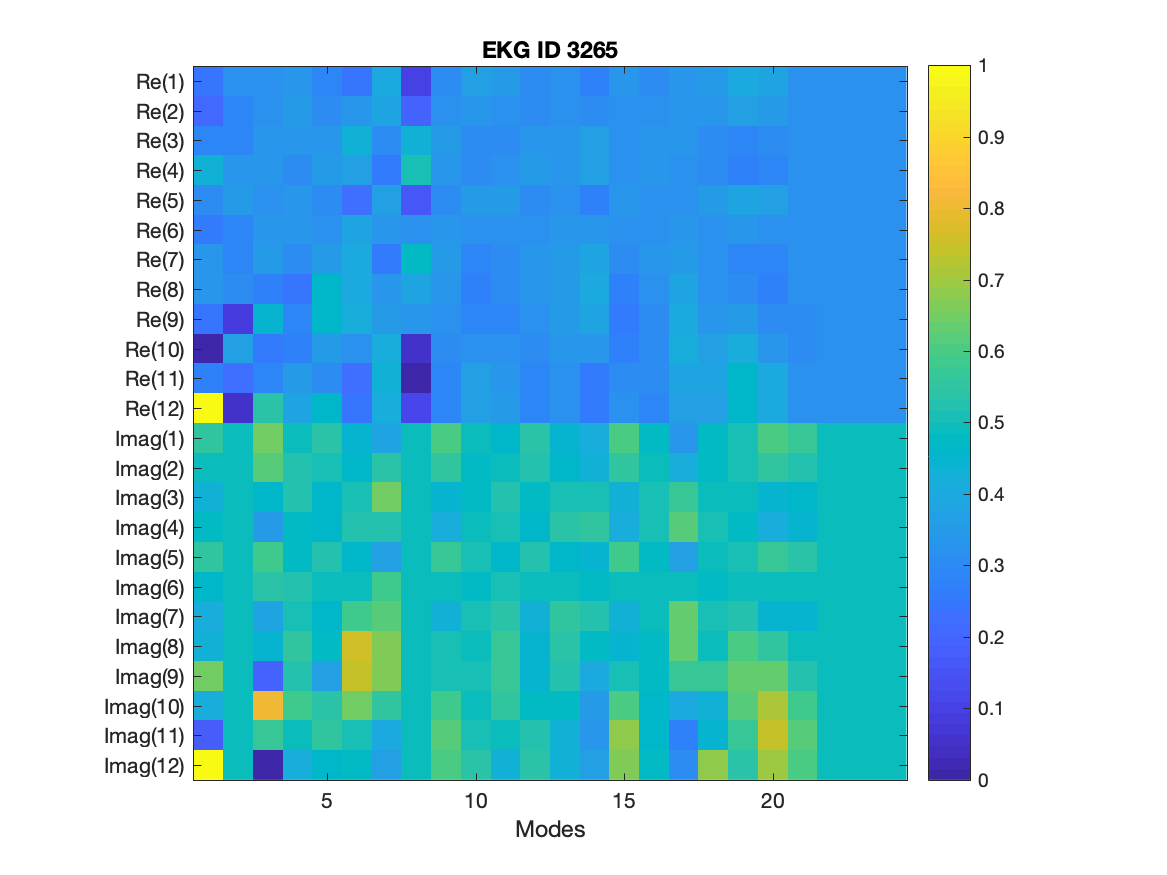 EKG ID 3265
Re(1)
Re(2)
Re(3)
Re(4)
Re(5)
Re(6)
Re(7)
Re(8)
Re(9)
Re(10)
Re(11)
Re(12)
Imag(1)
Imag(2)
Imag(3)
Imag(4)
Imag(5)
Imag(6)
Imag(7)
Imag(8)
Imag(9)
Imag(10)
Imag(11)
Imag(12)
5 10 15 20
Modes
1
0.9
0.8
0.7
0.6
0.5
0.4
0.3
0.2
0.1
0